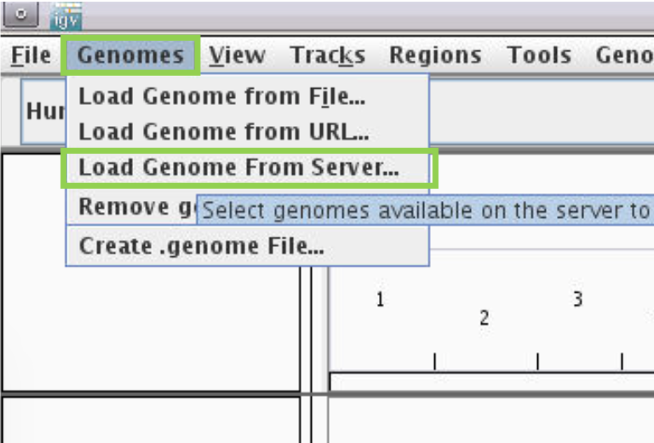 igv
File Genomes View Tracks Regions Tools Geno
Hu
Load Genome from File...
Load Genome from URL...
Load Genome From Server...
Remove g
Select genomes available on the server to
Create .genome File...
1 2 3